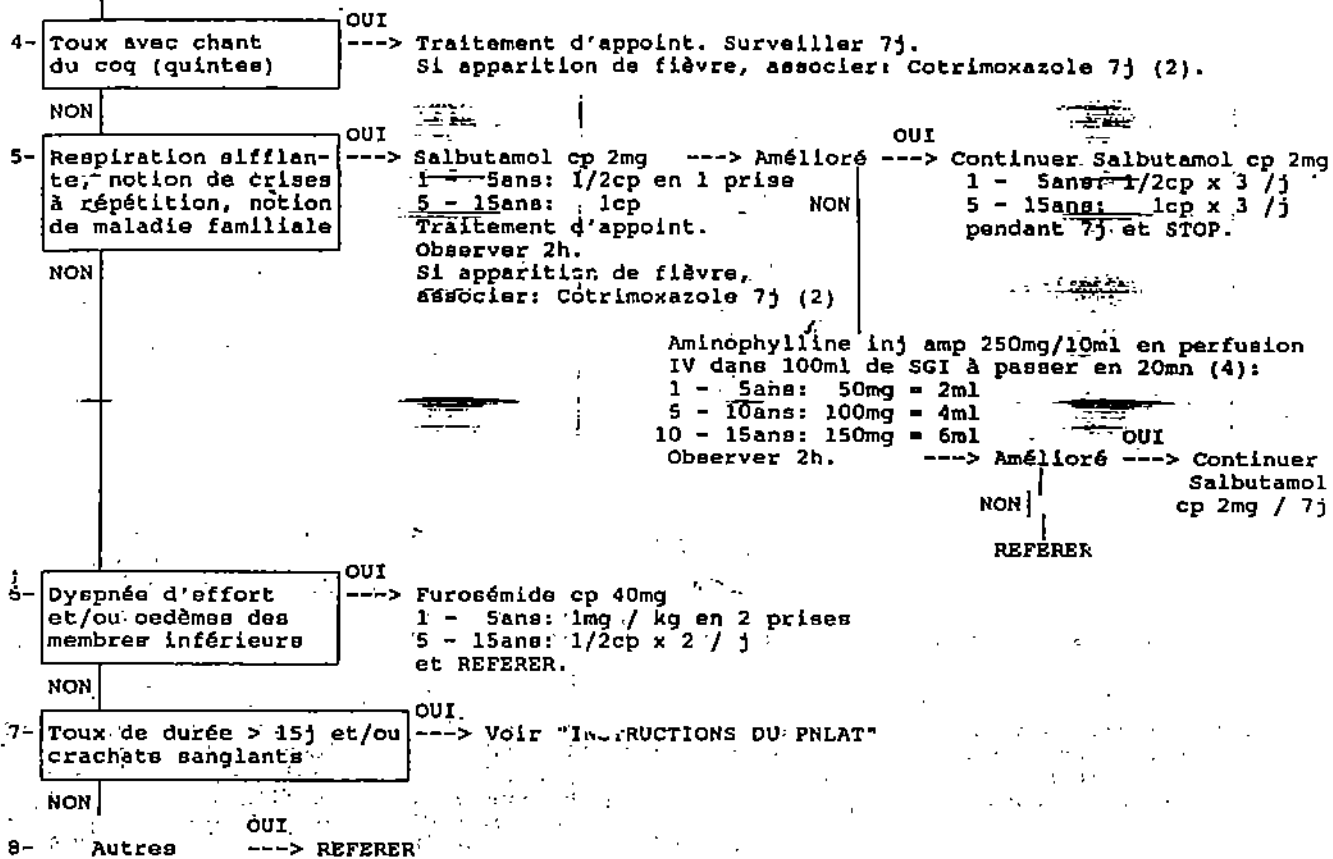 OUI
4- Toux avec chant ---> Traitement d'appoint. Surveiller 7j.
du coq (quintes) Si apparition de fièvre, associer: Cotrimoxazole 7j (2).
NON
OUI OUI
5- Respiration sifflan- ---> Salbutamol cp 2mg ---> Amélioré ---> Continuer Salbutamol cp 2mg
te, notion de crises 1 - 5ans: 1/2cp en 1 prise 1 - 5ans: 1/2cp x 3 /j
à répétition, notion 5 - 15ans: 1cp NON 5 - 15ans: 1cp x 3 /j
de maladie familiale Traitement d'appoint. pendant 7j et STOP.
Observer 2h.
NON Si apparition de fièvre,
associer: Cotrimoxazole 7j (2)
Aminophylline inj amp 250mg/10ml en perfusion
IV dans 100ml de SGI à passer en 20mn (4):
1 - 5ans: 50mg = 2ml
5 - 10ans: 100mg = 4ml
10 - 15ans: 150mg = 6ml OUI
Observer 2h. ---> Amélioré ---> Continuer
Salbutamol
NON cp 2mg / 7j
REFERER
OUI
6- Dyspnée d'effort ---> Furosémide cp 40mg
et/ou oedèmes des 1 - 5ans: 1mg / kg en 2 prises
membres inférieurs 5 - 15ans: 1/2cp x 2 / j
et REFERER.
NON
OUI
7- Toux de durée > 15j et/ou ---> Voir "INSTRUCTIONS DU PNLAT"
crachats sanglants
NON
OUI
8- Autres ---> REFERER